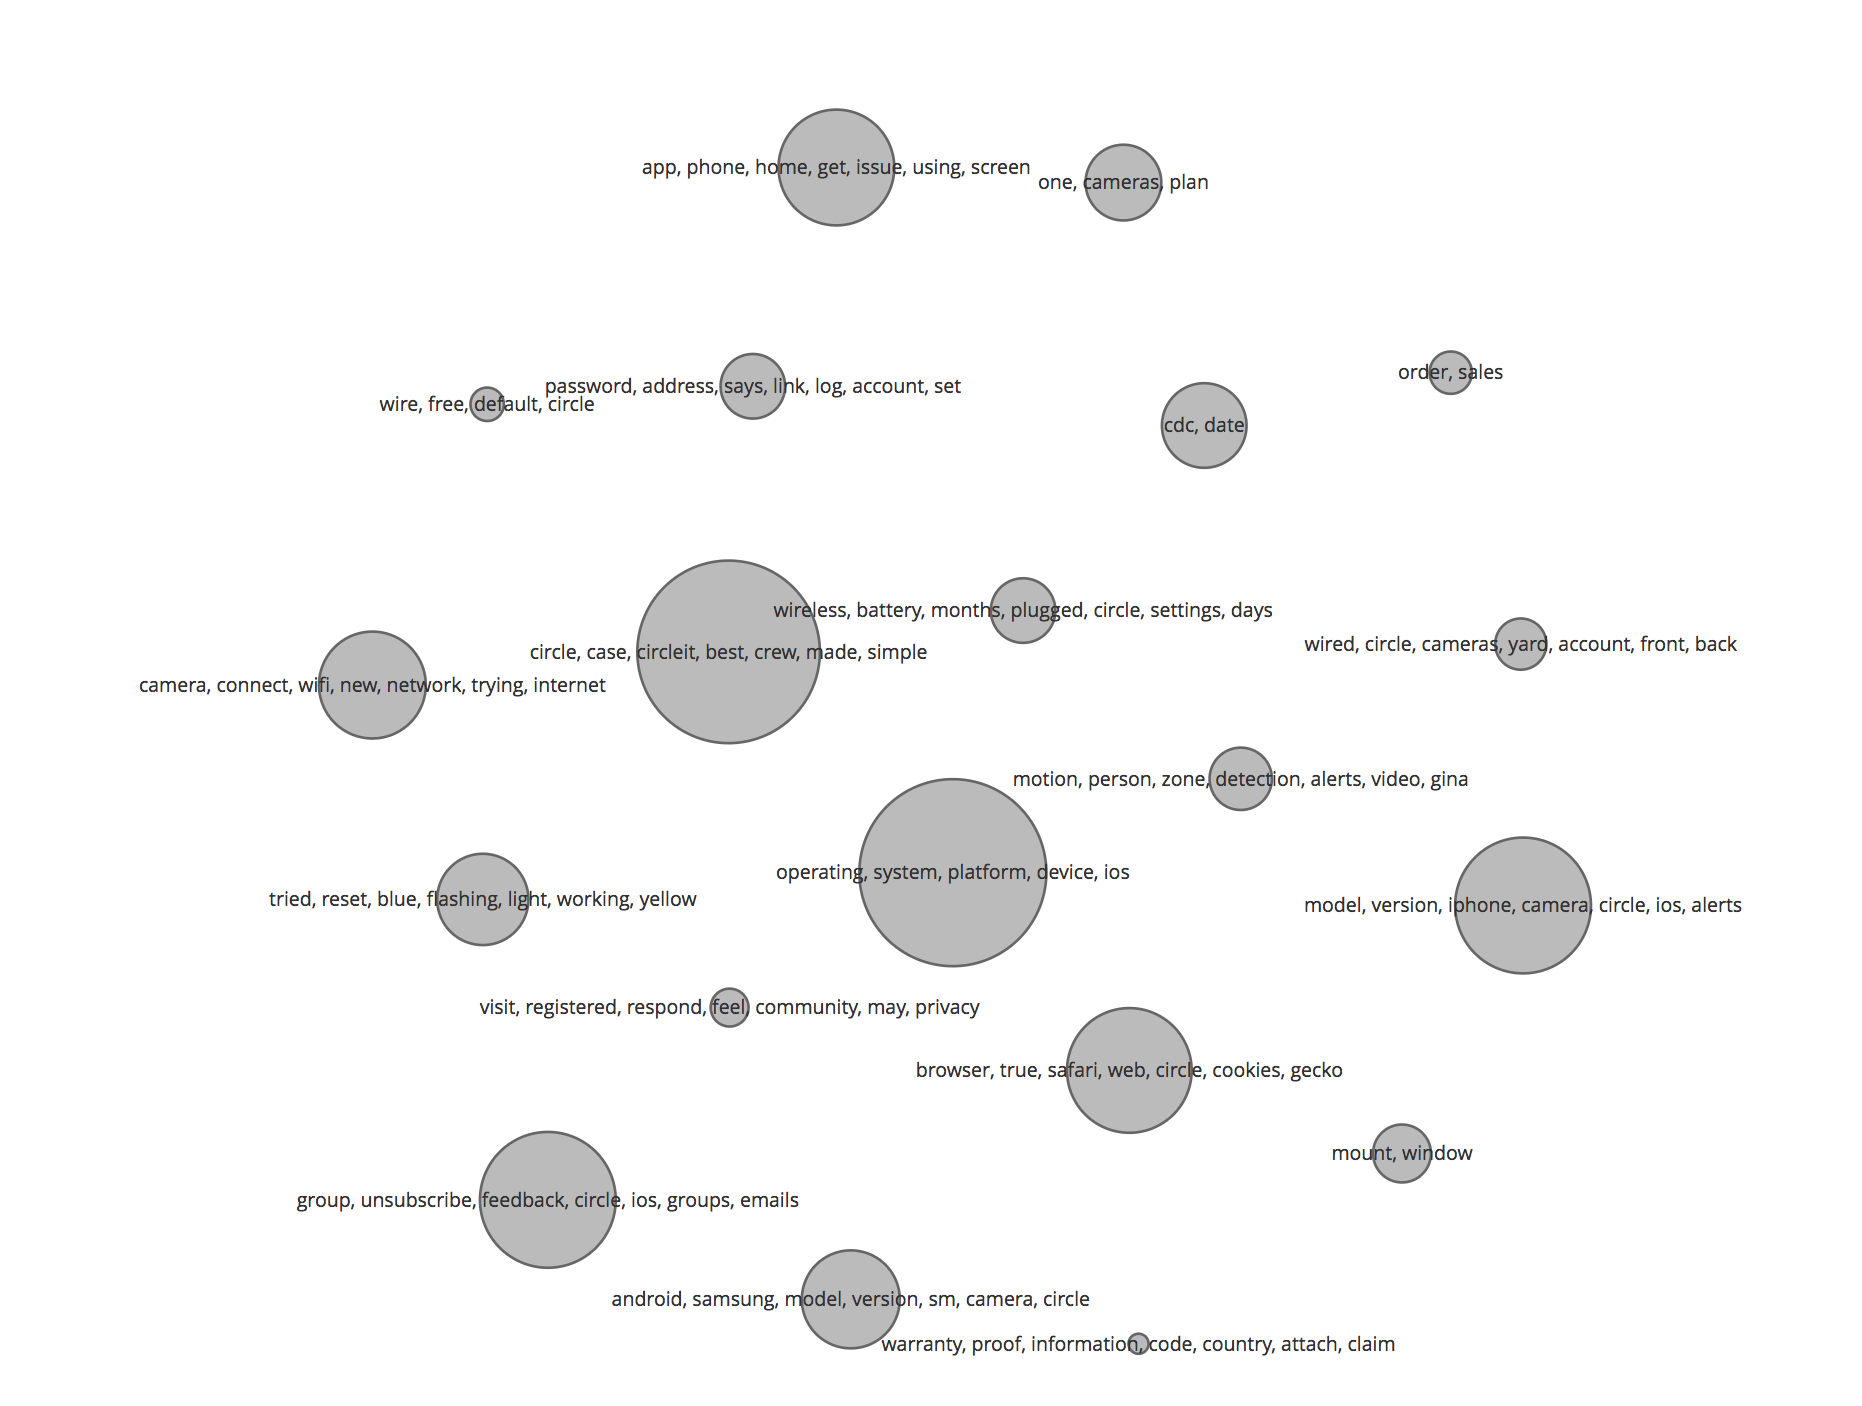 app, phone, home, get, issue, using, screen
one, cameras, plan
order, sales
password, address, says, link, log, account, set
wire, free, default, circle
cdc, date
wireless, battery, months, plugged, circle, settings, days
wired, circle, cameras, yard, account, front, back
circle, case, circleit, best, crew, made, simple
camera, connect, wifi, new, network, trying, internet
motion, person, zone, detection, alerts, video, gina
operating, system, platform, device, ios
tried, reset, blue, flashing, light, working, yellow
model, version, iphone, camera, circle, ios, alerts
visit, registered, respond, feel, community, may, privacy
browser, true, safari, web, circle, cookies, gecko
mount, window
group, unsubscribe, feedback, circle, ios, groups, emails
android, samsung, model, version, sm, camera, circle
warranty, proof, information, code, country, attach, claim